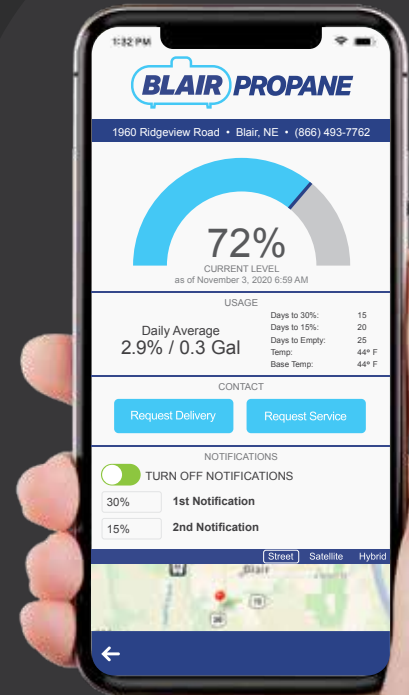 1:32 PM
BLAIR PROPANE
1960 Ridgeview Road • Blair, NE • (866) 493-7762
72%
CURRENT LEVEL
as of November 3, 2020 6:59 AM
USAGE
Daily Average
2.9% / 0.3 Gal
Days to 30%: 15
Days to 15%: 20
Days to Empty: 25
Temp: 44º F
Base Temp: 44º F
CONTACT
Request Delivery Request Service
NOTIFICATIONS
TURN OFF NOTIFICATIONS
30% 1st Notification
15% 2nd Notification
Street Satellite Hybrid
Blair